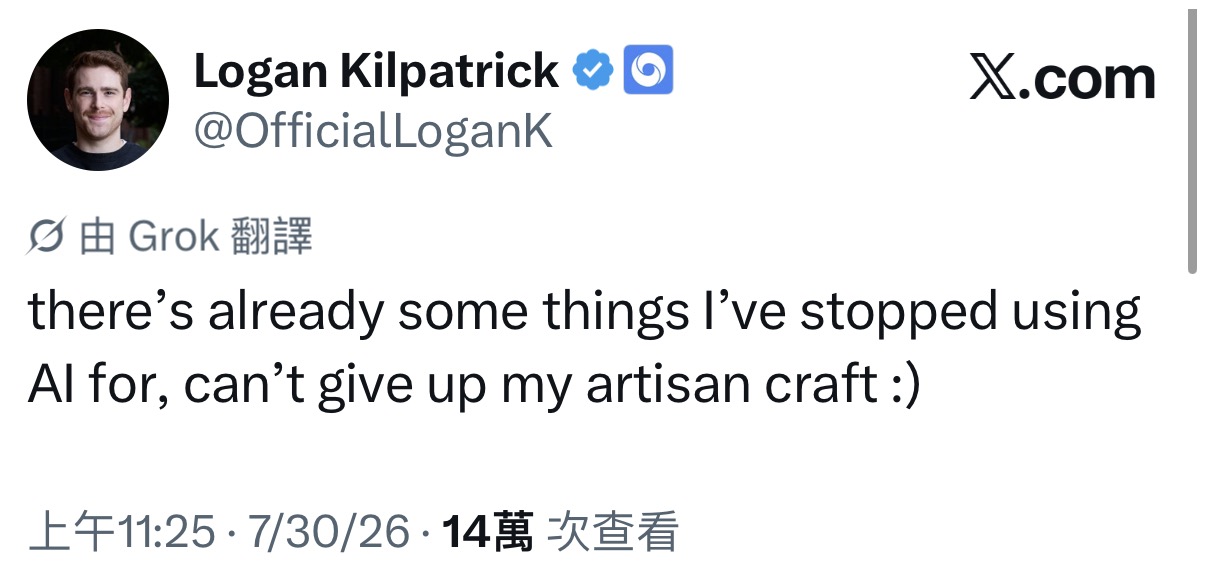 Logan Kilpatrick
X.com
@OfficialLoganK
由 Grok 翻譯
there’s already some things I’ve stopped using
AI for, can’t give up my artisan craft :)
上午11:25 · 7/30/26 · 14萬 次查看